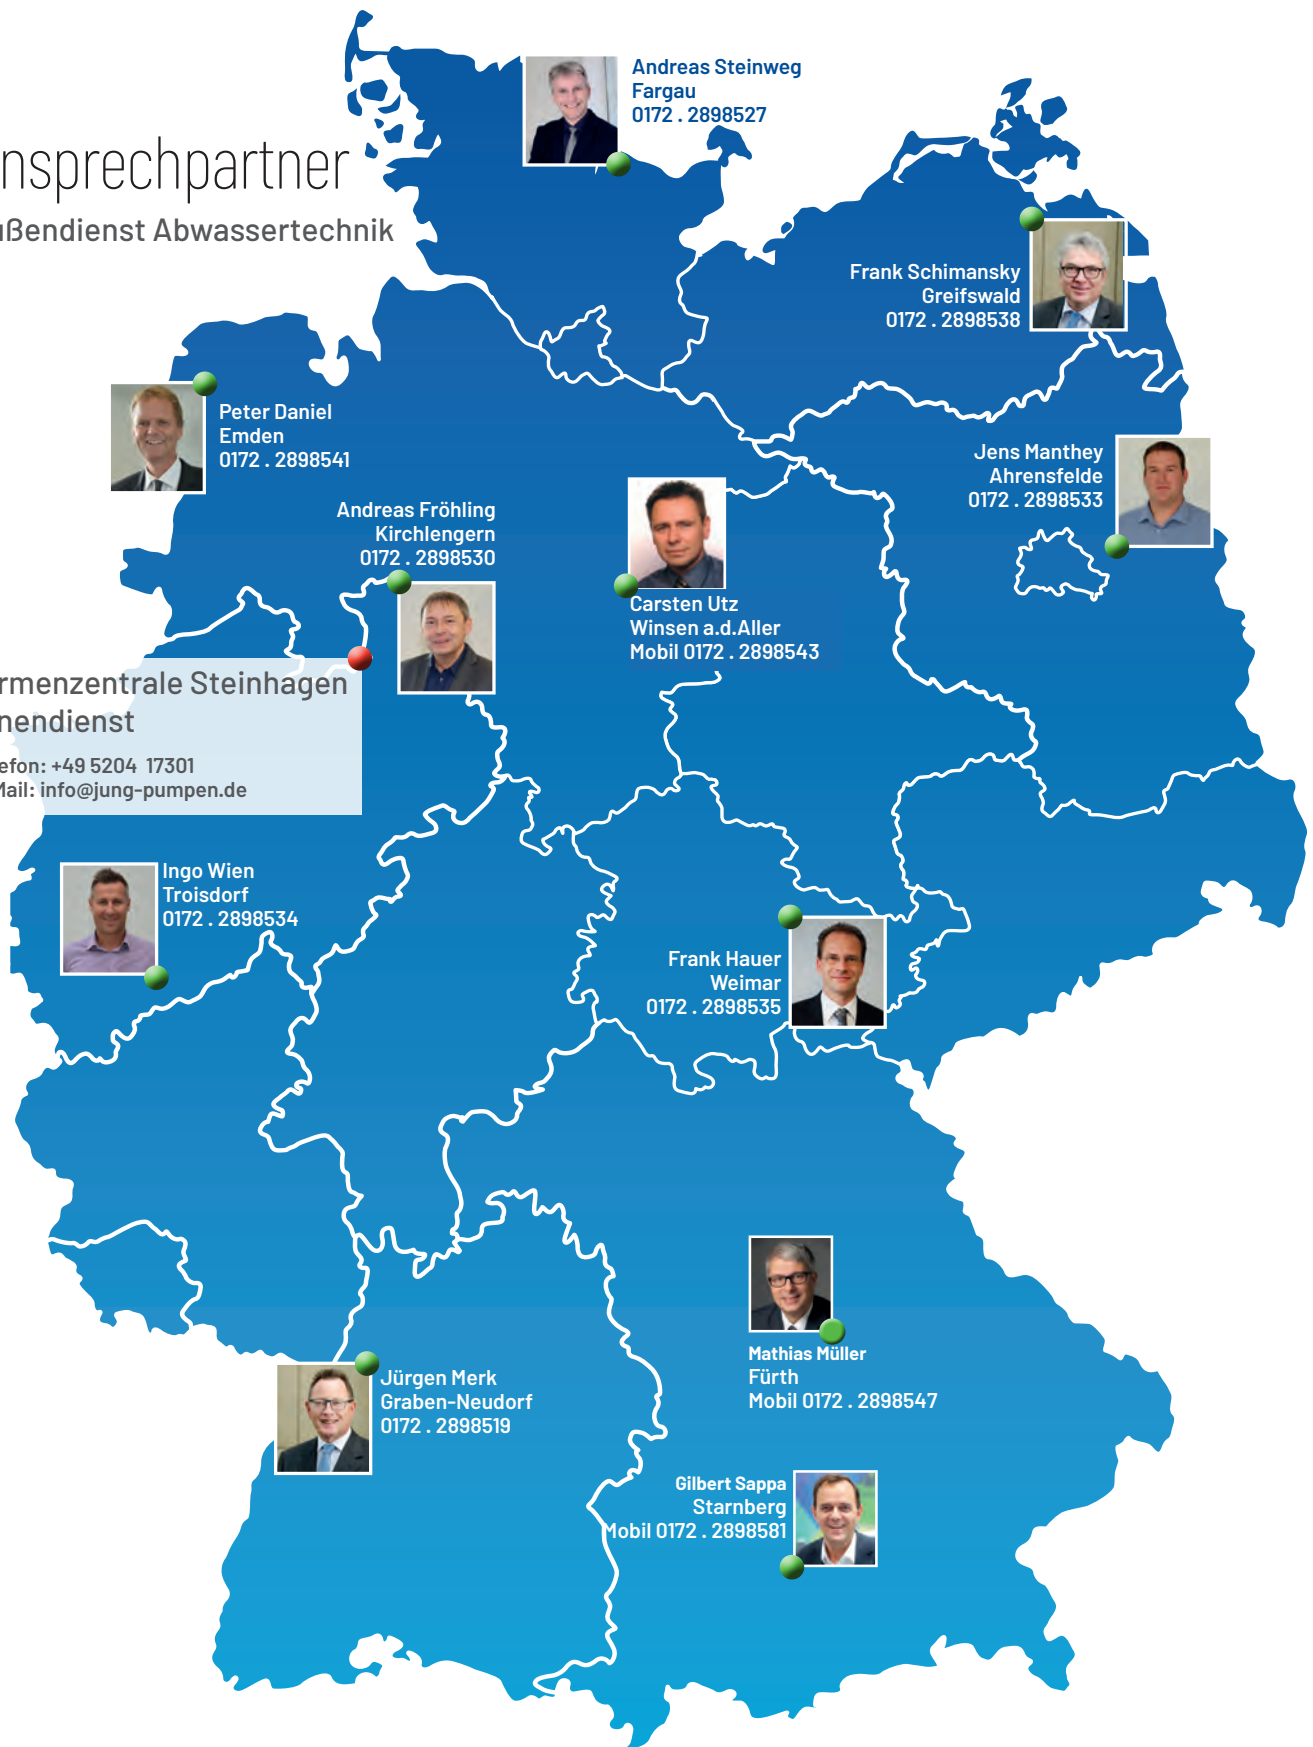 nsprechpartner
ußendienst Abwassertechnik
Andreas Steinweg
Fargau
0172 . 2898527
Frank Schimansky
Greifswald
0172 . 2898538
Peter Daniel
Emden
0172 . 2898541
Jens Manthey
Ahrensfelde
0172 . 2898533
Andreas Fröhling
Kirchlengern
0172 . 2898530
Carsten Utz
Winsen a.d.Aller
Mobil 0172 . 2898543
rmenzentrale Steinhagen
nendienst
efon: +49 5204 17301
Mail: info@jung-pumpen.de
Ingo Wien
Troisdorf
0172 . 2898534
Frank Hauer
Weimar
0172 . 2898535
Mathias Müller
Fürth
Mobil 0172 . 2898547
Jürgen Merk
Graben-Neudorf
0172 . 2898519
Gilbert Sappa
Starnberg
Mobil 0172 . 2898581